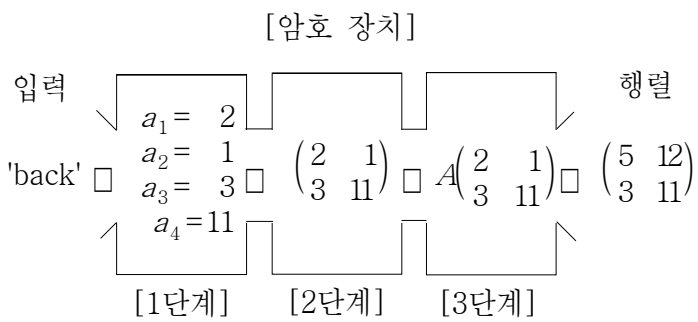 [암호 장치]
입력 행렬
'back' □ a₁= 2 □ (2 1) □ A(2 1) □ (5 12)
a₂= 1 (3 11) (3 11) (3 11)
a₃= 3
a₄=11
[1단계] [2단계] [3단계]